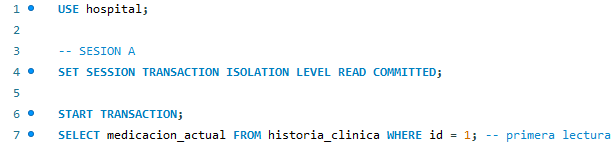 1 USE hospital;
2
3 -- SESION A
4 SET SESSION TRANSACTION ISOLATION LEVEL READ COMMITTED;
5
6 START TRANSACTION;
7 SELECT medicacion_actual FROM historia_clinica WHERE id = 1; -- primera lectura